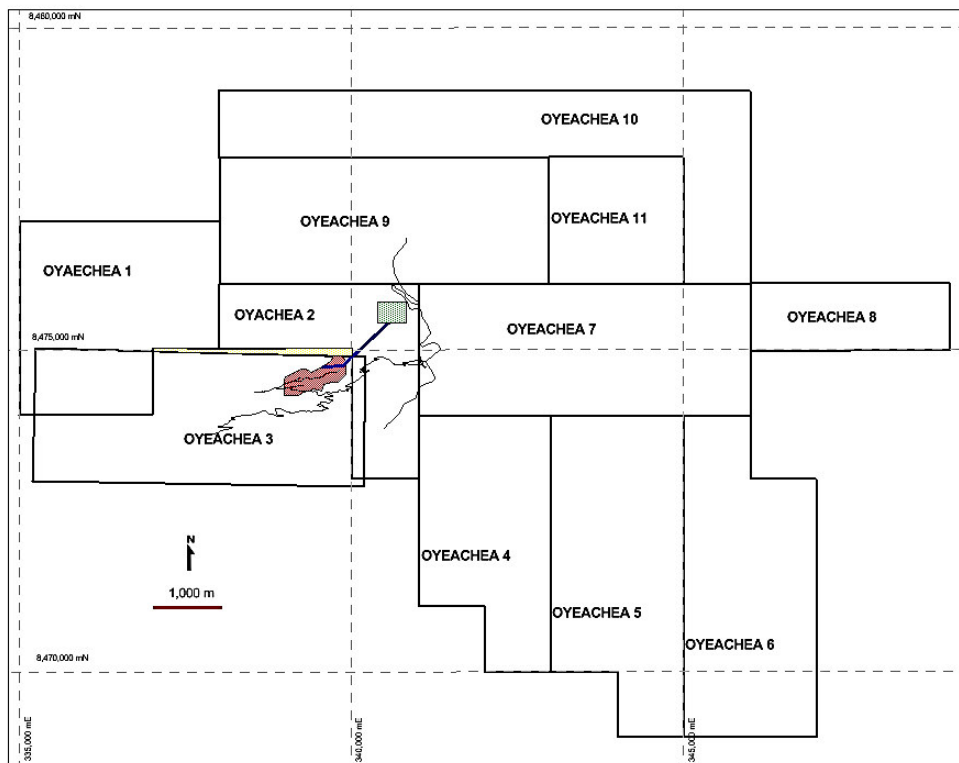 8,480,000 mN
OYEACHEA 10
OYEACHEA 9
OYEACHEA 11
OYAECHEA 1
OYACHEA 2
OYEACHEA 7
OYEACHEA 8
8,475,000 mN
OYEACHEA 3
N
1,000 m
OYEACHEA 4
OYEACHEA 5
OYEACHEA 6
8,470,000 mN
335,000 mE
340,000 mE
345,000 mE